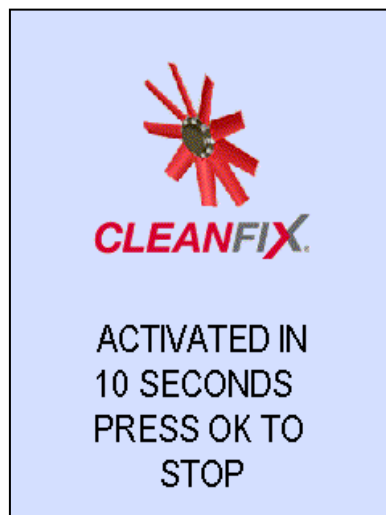 CLEANFIX®
ACTIVATED IN
10 SECONDS
PRESS OK TO
STOP